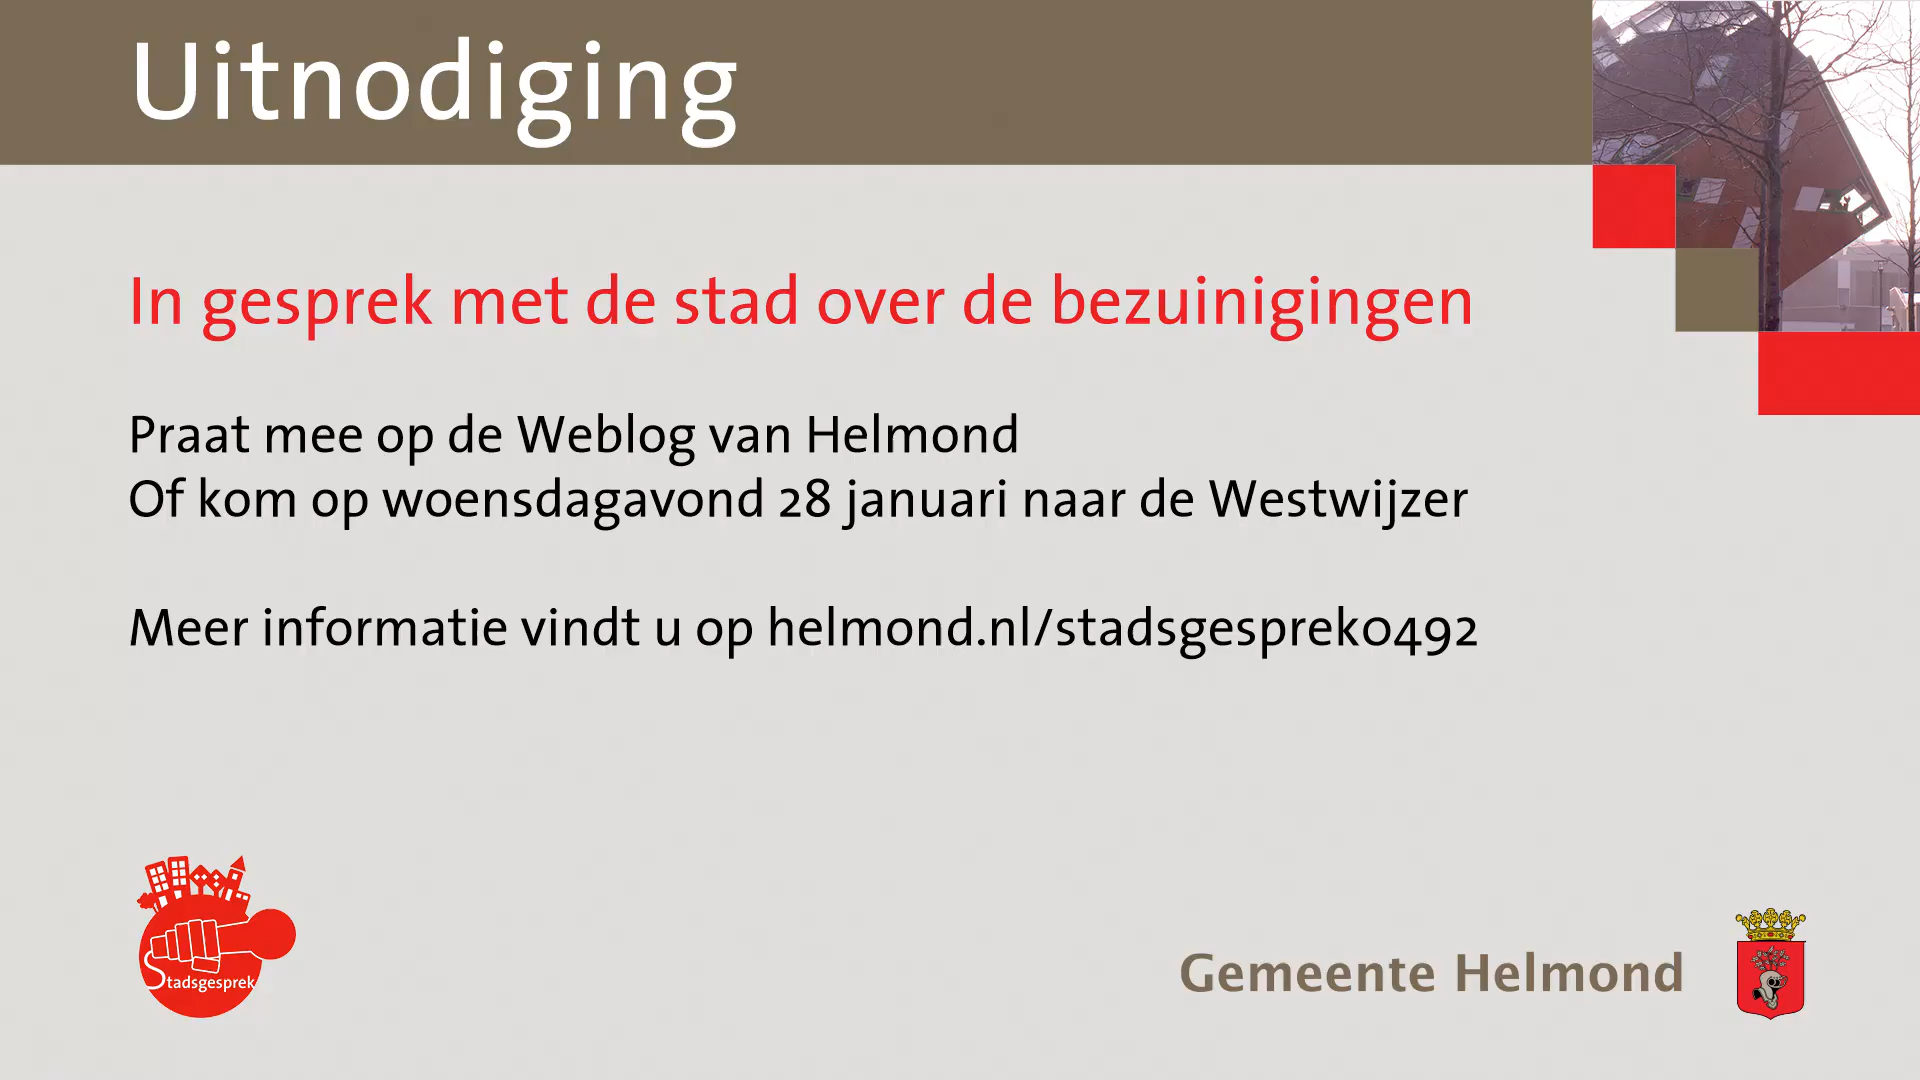 Uitnodiging
In gesprek met de stad over de bezuinigingen
Praat mee op de Weblog van Helmond
Of kom op woensdagavond 28 januari naar de Westwijzer
Meer informatie vindt u op helmond.nl/stadsgesprek0492
Stadsgesprek
Gemeente Helmond